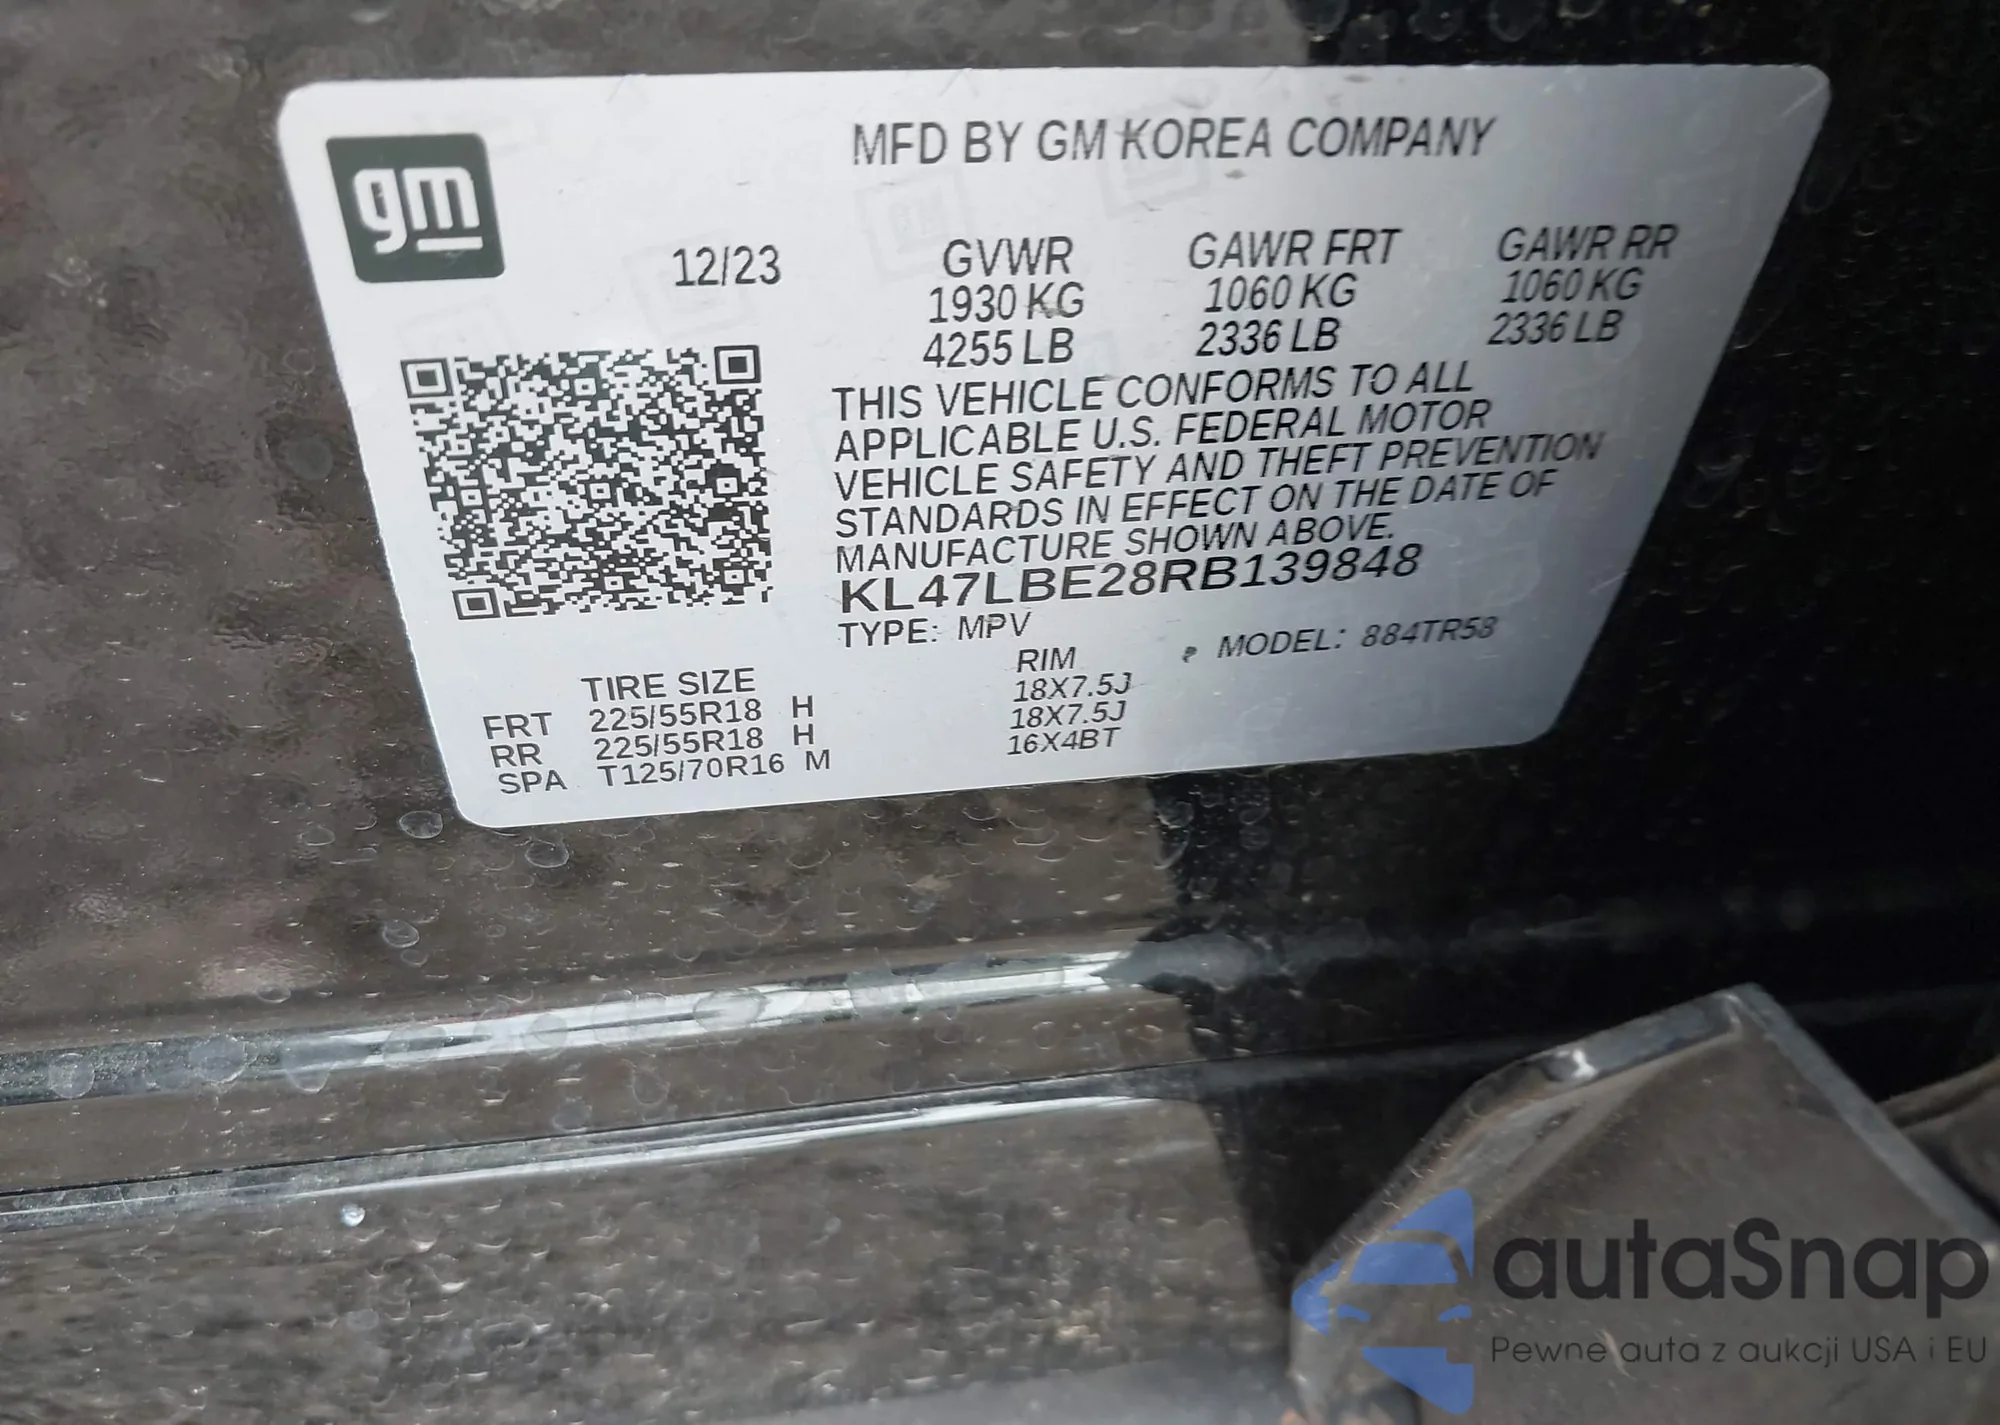 gm
MFD BY GM KOREA COMPANY
12/23
GVWR GAWR FRT GAWR RR
1930 KG 1060 KG 1060 KG
4255 LB 2336 LB 2336 LB
THIS VEHICLE CONFORMS TO ALL
APPLICABLE U.S. FEDERAL MOTOR
VEHICLE SAFETY AND THEFT PREVENTION
STANDARDS IN EFFECT ON THE DATE OF
MANUFACTURE SHOWN ABOVE.
KL47LBE28RB139848
TYPE: MPV MODEL: 884TR58
TIRE SIZE RIM
FRT 225/55R18 H 18X7.5J
RR 225/55R18 H 18X7.5J
SPA T125/70R16 M 16X4BT
autaSnap
Pewne auta z aukcji USA i EU